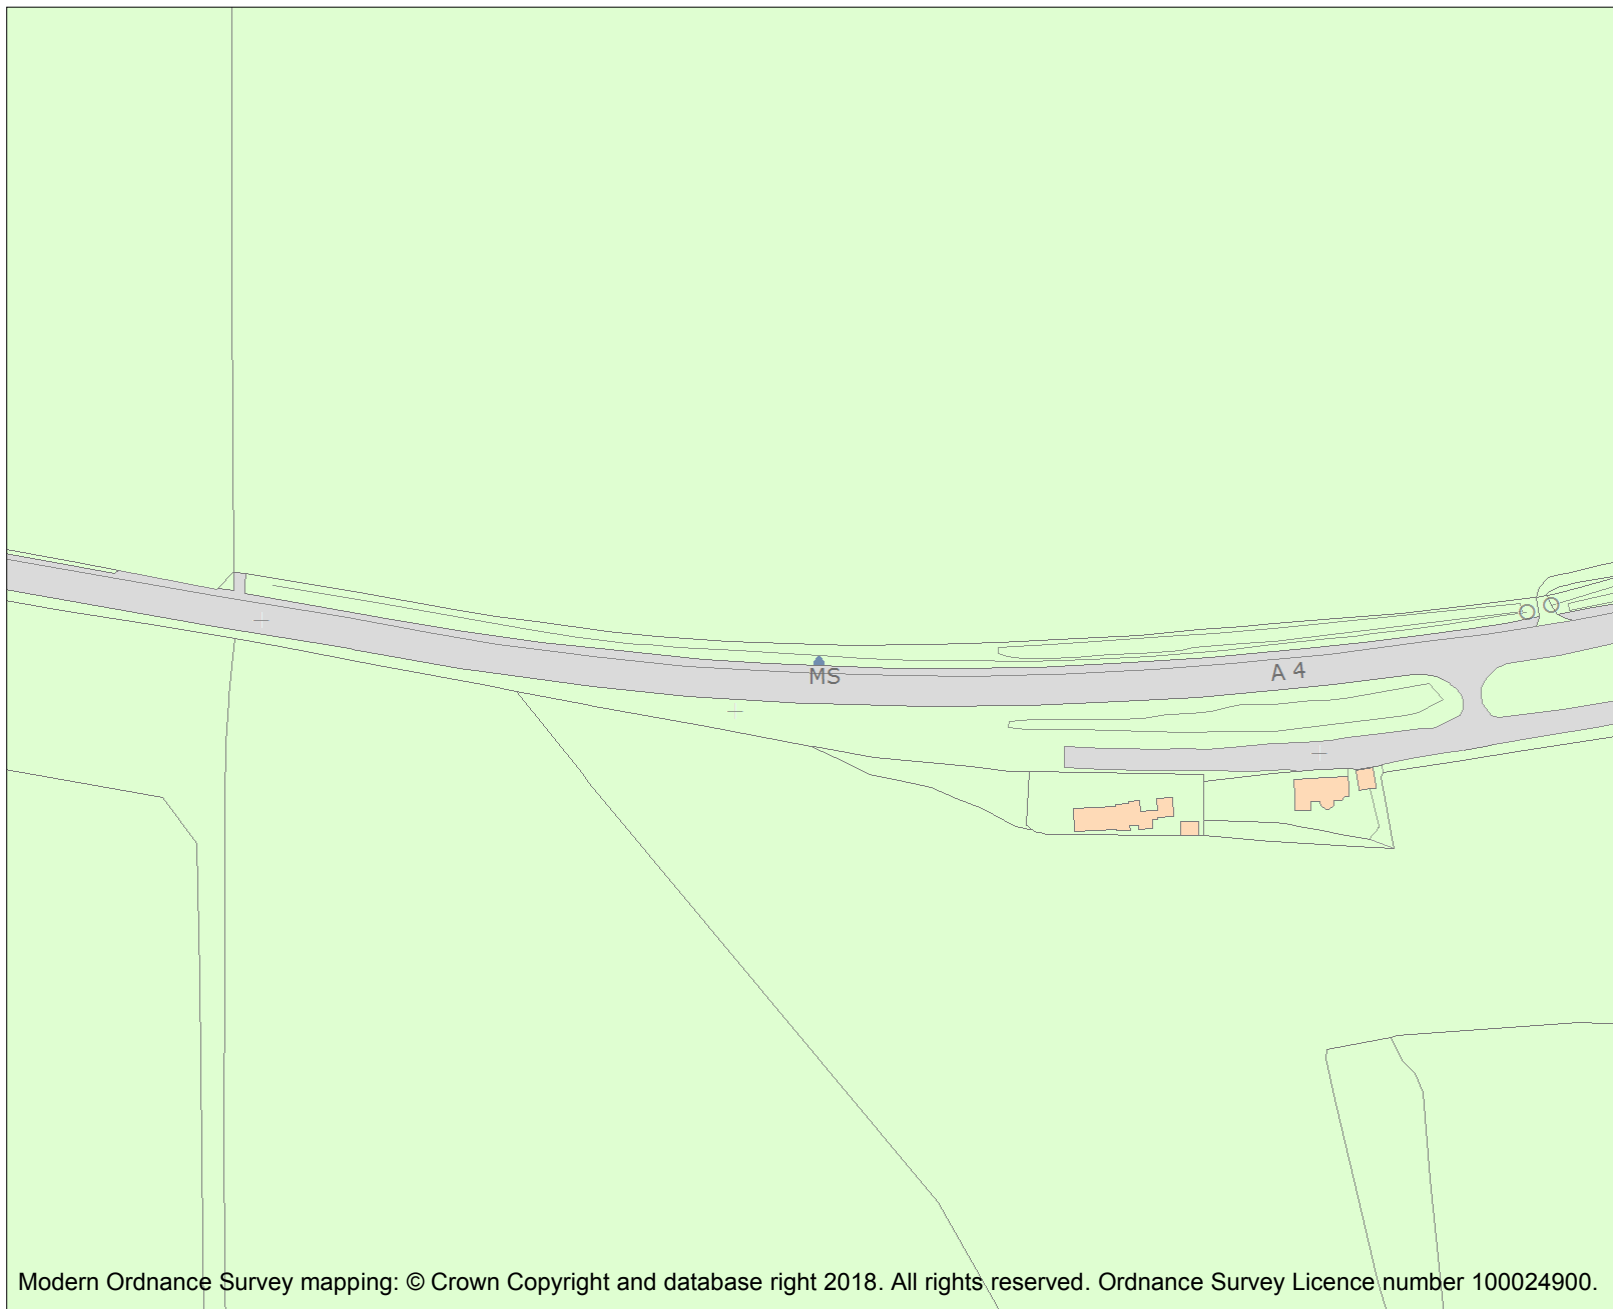 A 4
MS
Modern Ordnance Survey mapping: © Crown Copyright and database right 2018. All rights reserved. Ordnance Survey Licence number 100024900.